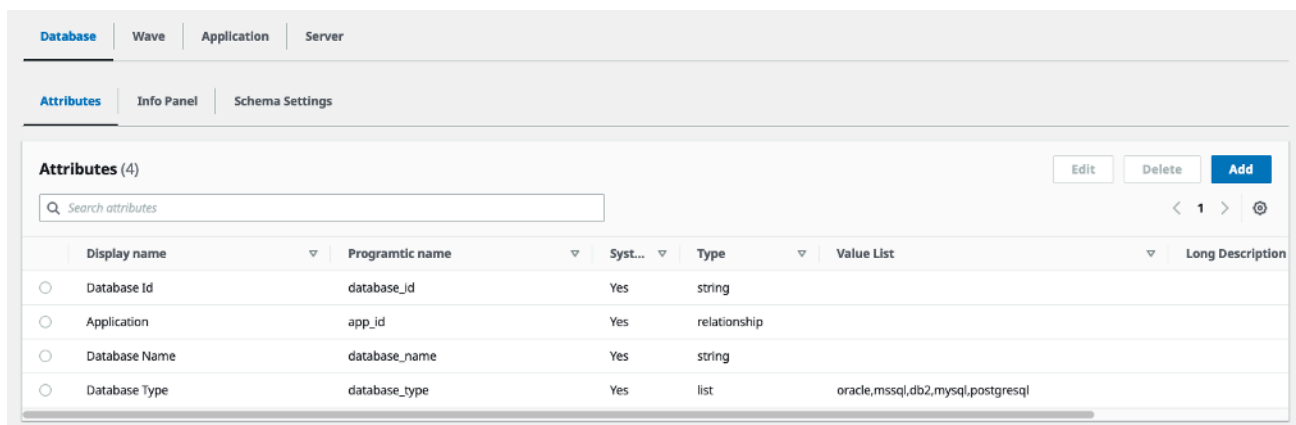 Database Wave Application Server
Attributes Info Panel Schema Settings
Attributes (4) Edit Delete Add
Search attributes 1
Display name Programtic name Syst... Type Value List Long Description
Database Id database_id Yes string
Application app_id Yes relationship
Database Name database_name Yes string
Database Type database_type Yes list oracle,mssql,db2,mysql,postgresql